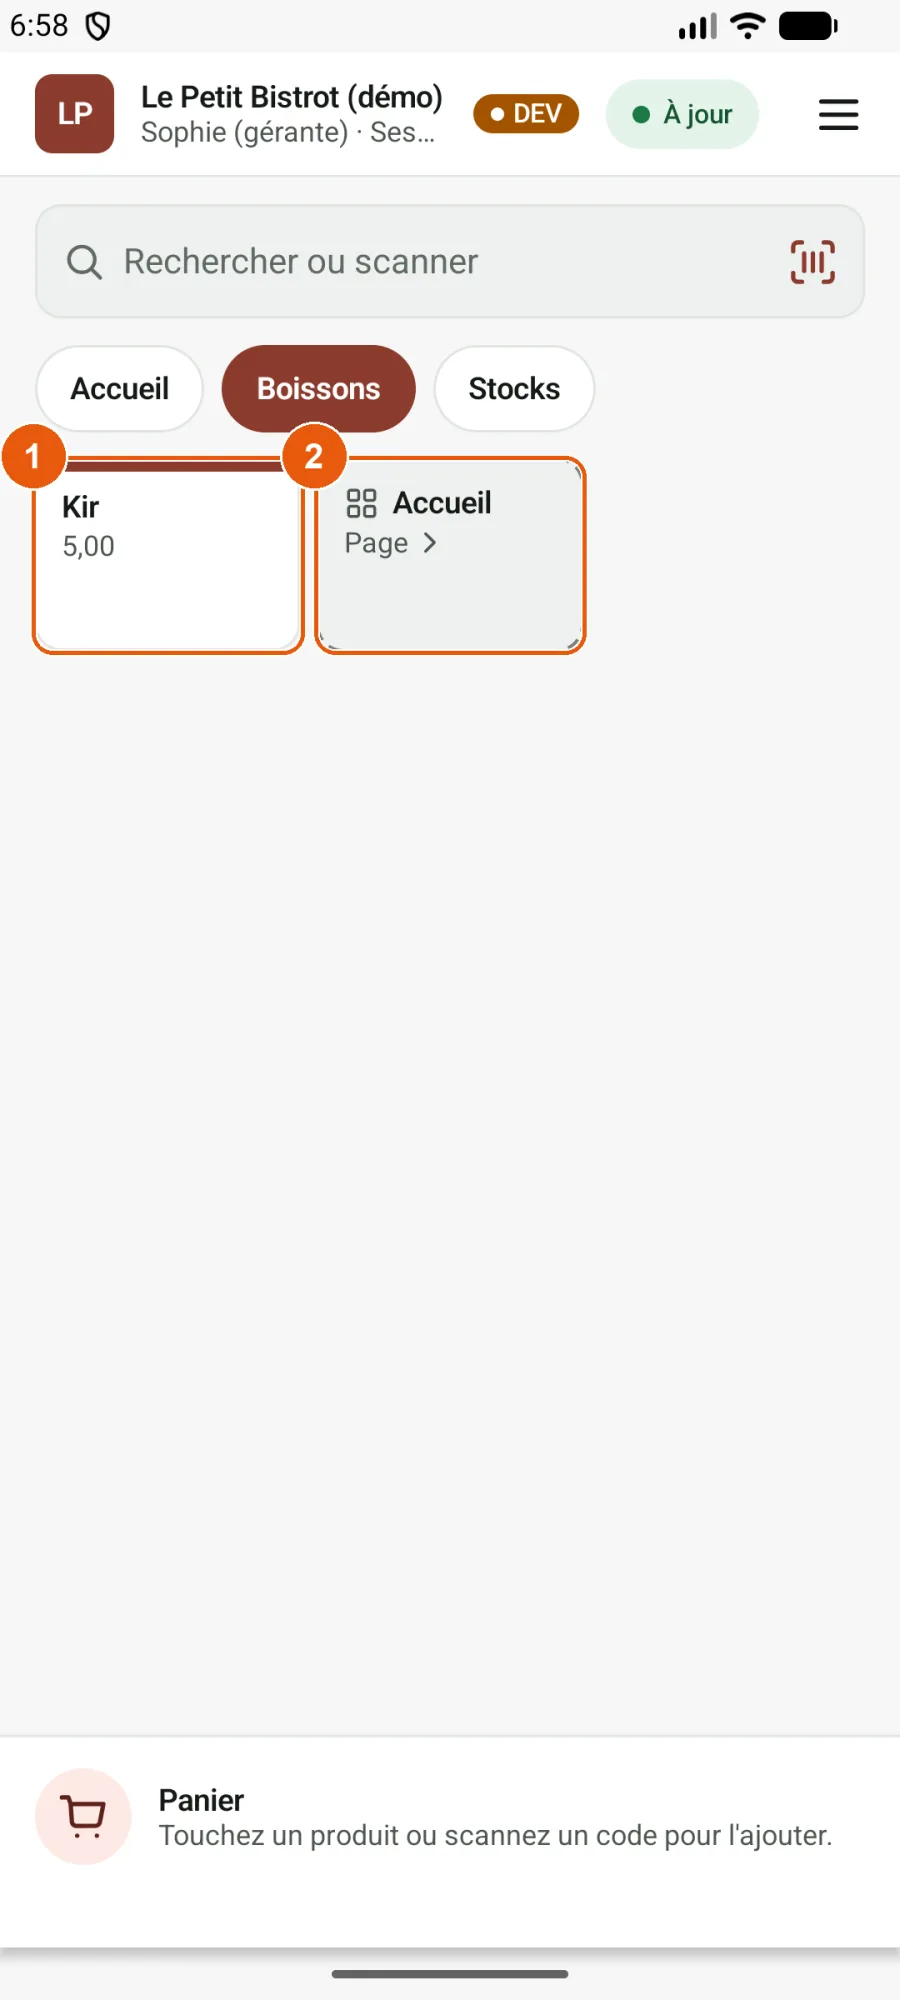 6:58
LP
Le Petit Bistrot (démo)
Sophie (gérante) · Ses...
DEV
À jour
Rechercher ou scanner
Accueil
Boissons
Stocks
1
2
Kir
5,00
Accueil
Page
Panier
Touchez un produit ou scannez un code pour l'ajouter.